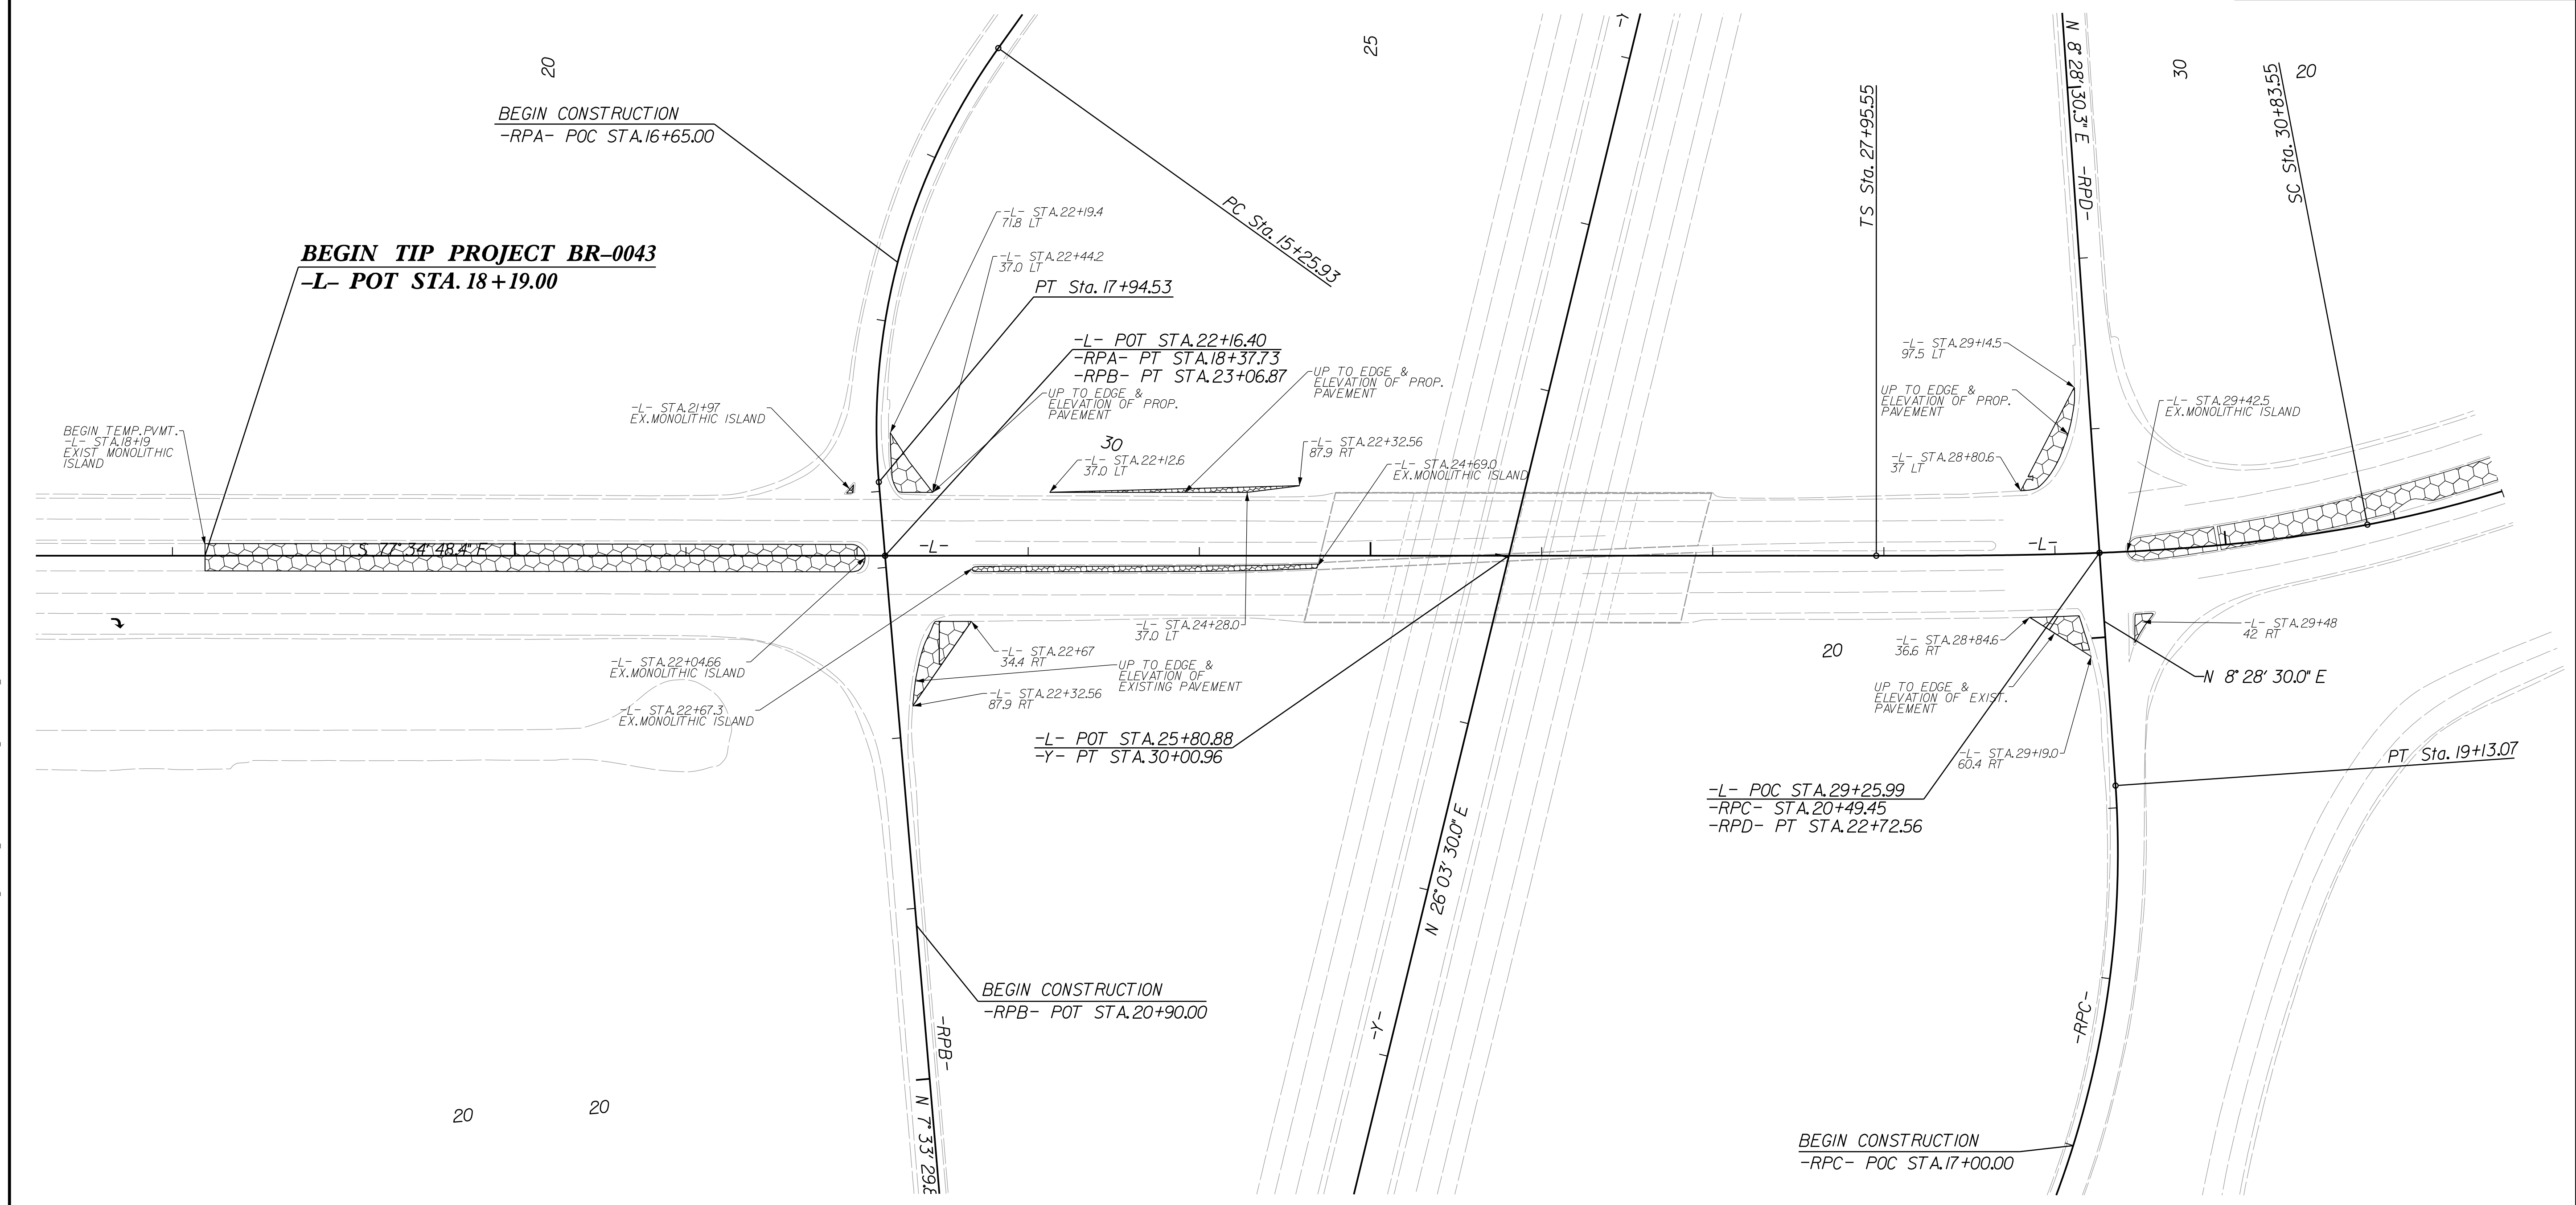 20
25
30
20
BEGIN CONSTRUCTION
-RPA- POC STA.16+65.00
PC Sta. 15+25.93
-Y-
TS Sta. 27+95.55
N 8° 28' 30.3" E
-RPD-
SC Sta. 30+83.55
BEGIN TIP PROJECT BR–0043
–L– POT STA. 18+19.00
-L- STA.22+19.4
71.8 LT
-L- STA.22+44.2
37.0 LT
PT Sta. 17+94.53
-L- POT STA.22+16.40
-RPA- PT STA.18+37.73
-RPB- PT STA.23+06.87
UP TO EDGE &
ELEVATION OF PROP.
PAVEMENT
UP TO EDGE &
ELEVATION OF PROP.
PAVEMENT
-L- STA.21+97
EX.MONOLITHIC ISLAND
BEGIN TEMP.PVMT.
-L- STA.18+19
EXIST MONOLITHIC
ISLAND
30
-L- STA.22+12.6
37.0 LT
-L- STA.22+32.56
87.9 RT
-L- STA.24+69.0
EX.MONOLITHIC ISLAND
-L- STA.29+14.5
97.5 LT
UP TO EDGE &
ELEVATION OF PROP.
PAVEMENT
-L- STA.28+80.6
37 LT
-L- STA.29+42.5
EX.MONOLITHIC ISLAND
S 77° 34' 48.4" E
-L-
-L-
-L- STA.22+04.66
EX.MONOLITHIC ISLAND
-L- STA.22+67.3
EX.MONOLITHIC ISLAND
-L- STA.24+28.0
37.0 LT
-L- STA.22+67
34.4 RT
UP TO EDGE &
ELEVATION OF
EXISTING PAVEMENT
-L- STA.22+32.56
87.9 RT
-L- POT STA.25+80.88
-Y- PT STA.30+00.96
20
-L- STA.28+84.6
36.6 RT
UP TO EDGE &
ELEVATION OF EXIST.
PAVEMENT
-L- STA.29+19.0
60.4 RT
-L- STA.29+48
42 RT
N 8° 28' 30.0" E
PT Sta. 19+13.07
-L- POC STA.29+25.99
-RPC- STA.20+49.45
-RPD- PT STA.22+72.56
N 26° 03' 30.0" E
BEGIN CONSTRUCTION
-RPB- POT STA.20+90.00
-RPB-
-Y-
-RPC-
20
20
N 7° 33' 29.8
BEGIN CONSTRUCTION
-RPC- POC STA.17+00.00